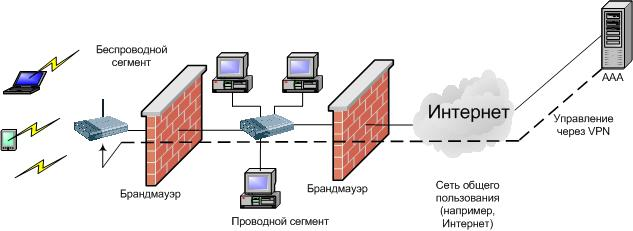 Беспроводной
сегмент
Брандмауэр
Проводной сегмент
Брандмауэр
Интернет
Сеть общего
пользования
(например,
Интернет)
AAA
Управление
через VPN